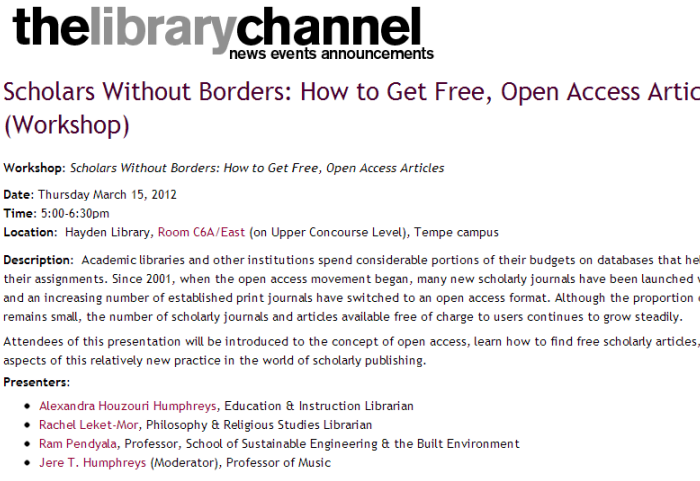 thelibrarychannel
news events announcements
Scholars Without Borders: How to Get Free, Open Access
(Workshop)
Workshop: Scholars Without Borders: How to Get Free, Open Access Articles
Date: Thursday March 15, 2012
Time: 5:00-6:30pm
Location: Hayden Library, Room C6A/East (on Upper Concourse Level), Tempe campus
Description: Academic libraries and other institutions spend considerable portions of their budgets on databases that
their assignments. Since 2001, when the open access movement began, many new scholarly journals have been launched
and an increasing number of established print journals have switched to an open access format. Although the proportion
remains small, the number of scholarly journals and articles available free of charge to users continues to grow steadily.
Attendees of this presentation will be introduced to the concept of open access, learn how to find free scholarly articles,
aspects of this relatively new practice in the world of scholarly publishing.
Presenters:
Alexandra Houzouri Humphreys, Education & Instruction Librarian
Rachel Leket-Mor, Philosophy & Religious Studies Librarian
Ram Pendyala, Professor, School of Sustainable Engineering & the Built Environment
Jere T. Humphreys (Moderator), Professor of Music